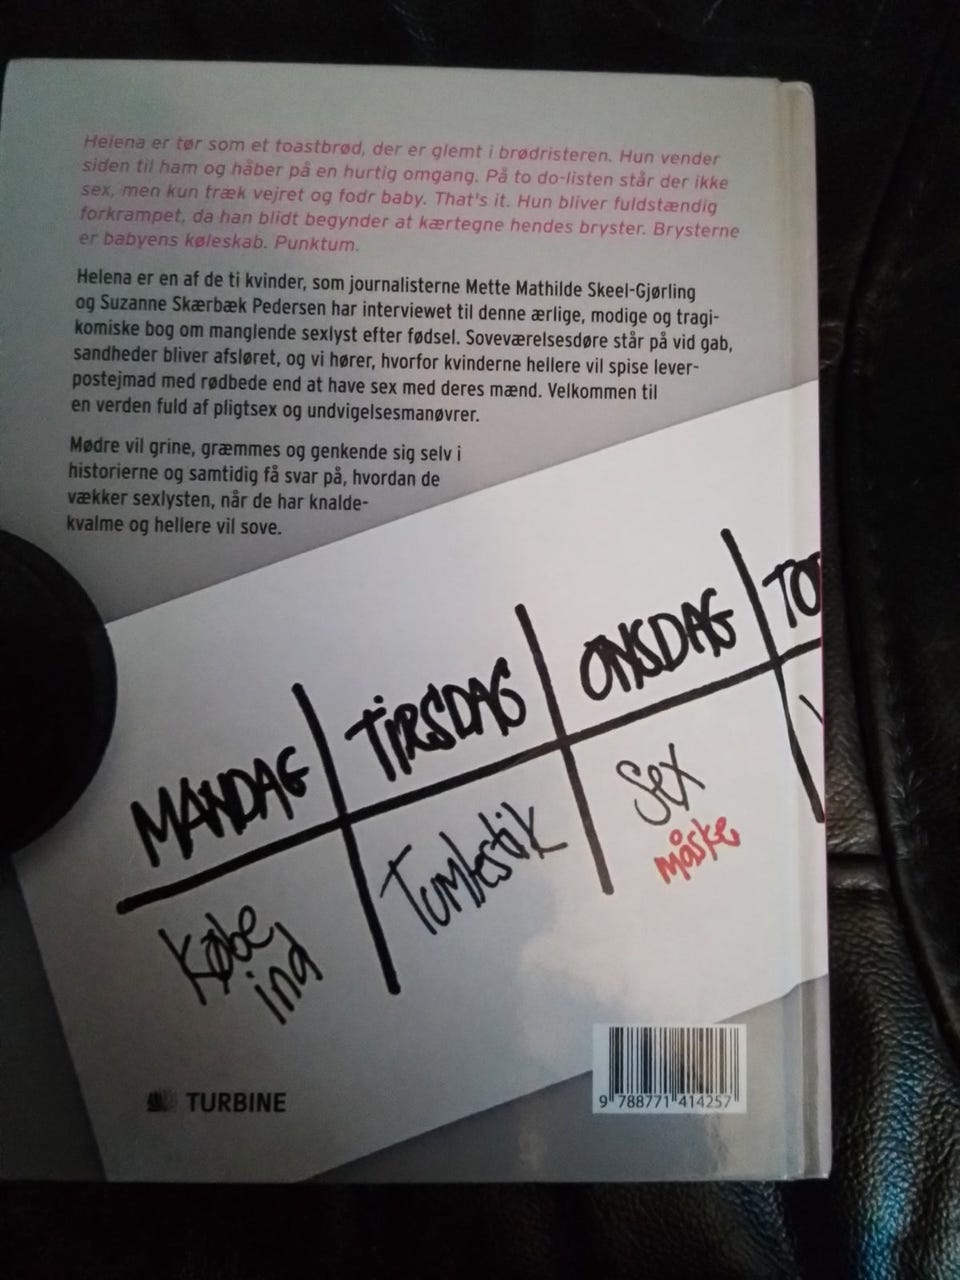 Helena er tør som et toastbrød, der er glemt i brødristeren. Hun vender
siden til ham og håber på en hurtig omgang. På to do-listen står der ikke
sex, men kun træk vejret og fodr baby. That's it. Hun bliver fuldstændig
forkrampet, da han blidt begynder at kærtegne hendes bryster. Brysterne
er babyens køleskab. Punktum.
Helena er en af de ti kvinder, som journalisterne Mette Mathilde Skeel-Gjørling
og Suzanne Skærbæk Pedersen har interviewet til denne ærlige, modige og tragi-
komiske bog om manglende sexlyst efter fødsel. Soveværelsesdøre står på vid gab,
sandheder bliver afsløret, og vi hører, hvorfor kvinderne hellere vil spise lever-
postejmad med rødbede end at have sex med deres mænd. Velkommen til
en verden fuld af pligtsex og undvigelsesmanøvrer.
Mødre vil grine, græmmes og genkende sig selv i
historierne og samtidig få svar på, hvordan de
vækker sexlysten, når de har knalde-
kvalme og hellere vil sove.
MANDAG TIRSDAG ONSDAG TO
Købe
ind
Tumlestik
Sex
måske
TURBINE
9 788771 414257